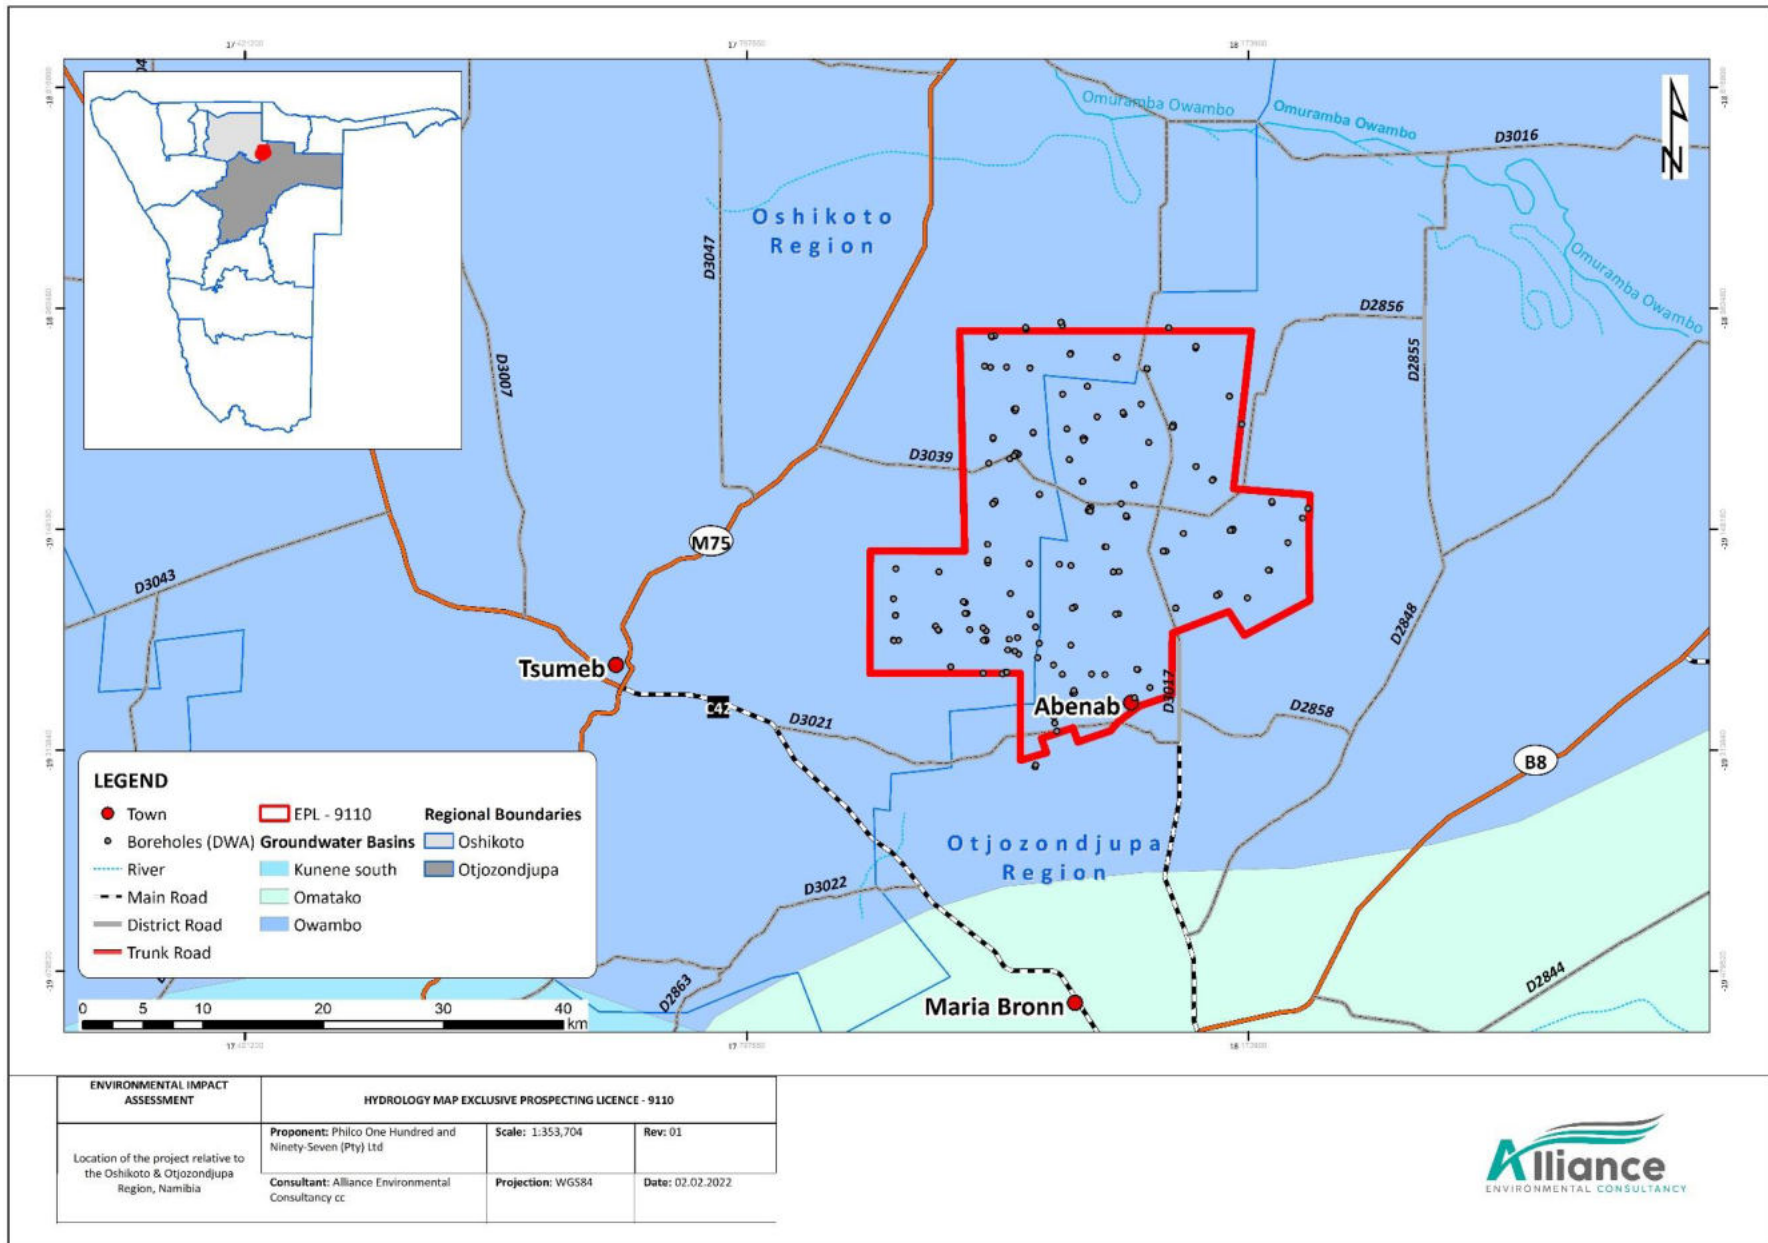 Omuramba Owambo
Omuramba Owambo
D3016
Oshikoto
Region
D3047
Omuramba Owambo
D2856
D2855
D3007
D3039
M75
D3043
D2848
Tsumeb
Abenab
D3017
C42
D3021
D2858
B8
Otjozondjupa
Region
D3022
D2863
Maria Bronn
D2844
LEGEND
Town
Boreholes (DWA)
River
Main Road
District Road
Trunk Road
EPL - 9110
Groundwater Basins
Kunene south
Omatako
Owambo
Regional Boundaries
Oshikoto
Otjozondjupa
0 5 10 20 30 40
km
ENVIRONMENTAL IMPACT
ASSESSMENT
HYDROLOGY MAP EXCLUSIVE PROSPECTING LICENCE - 9110
Location of the project relative to
the Oshikoto & Otjozondjupa
Region, Namibia
Proponent: Philco One Hundred and
Ninety-Seven (Pty) Ltd
Scale: 1:353,704
Rev: 01
Consultant: Alliance Environmental
Consultancy cc
Projection: WGS84
Date: 02.02.2022
Alliance
ENVIRONMENTAL CONSULTANCY